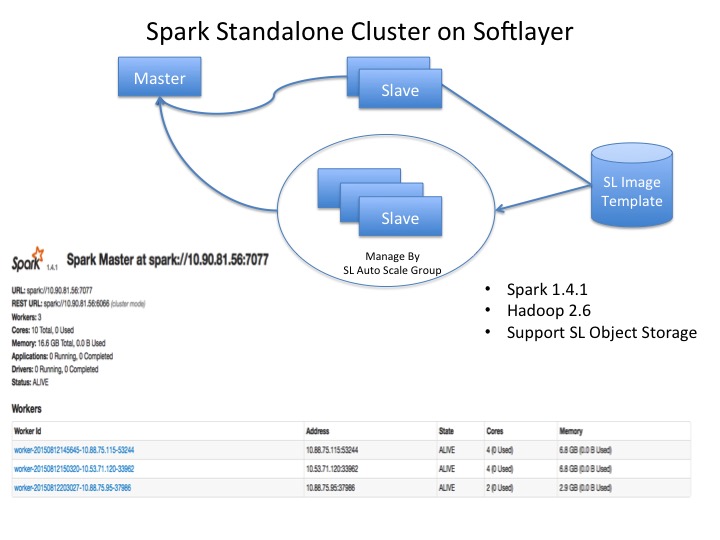 Spark Standalone Cluster on Softlayer
Master
Slave
SL Image
Template
Slave
Manage By
SL Auto Scale Group
Spark 1.4.1 Spark Master at spark://10.90.81.56:7077
• Spark 1.4.1
• Hadoop 2.6
• Support SL Object Storage
URL: spark://10.90.81.56:7077
REST URL: spark://10.90.81.56:6066 (cluster mode)
Workers: 3
Cores: 10 Total, 0 Used
Memory: 16.6 GB Total, 0.0 B Used
Applications: 0 Running, 0 Completed
Drivers: 0 Running, 0 Completed
Status: ALIVE
Workers
Worker Id Address State Cores Memory
worker-20150812145645-10.88.75.115-53244 10.88.75.115:53244 ALIVE 4 (0 Used) 6.8 GB (0.0 B Used)
worker-20150812150320-10.53.71.120-33962 10.53.71.120:33962 ALIVE 4 (0 Used) 6.8 GB (0.0 B Used)
worker-20150812203027-10.88.75.95-37986 10.88.75.95:37986 ALIVE 2 (0 Used) 2.9 GB (0.0 B Used)